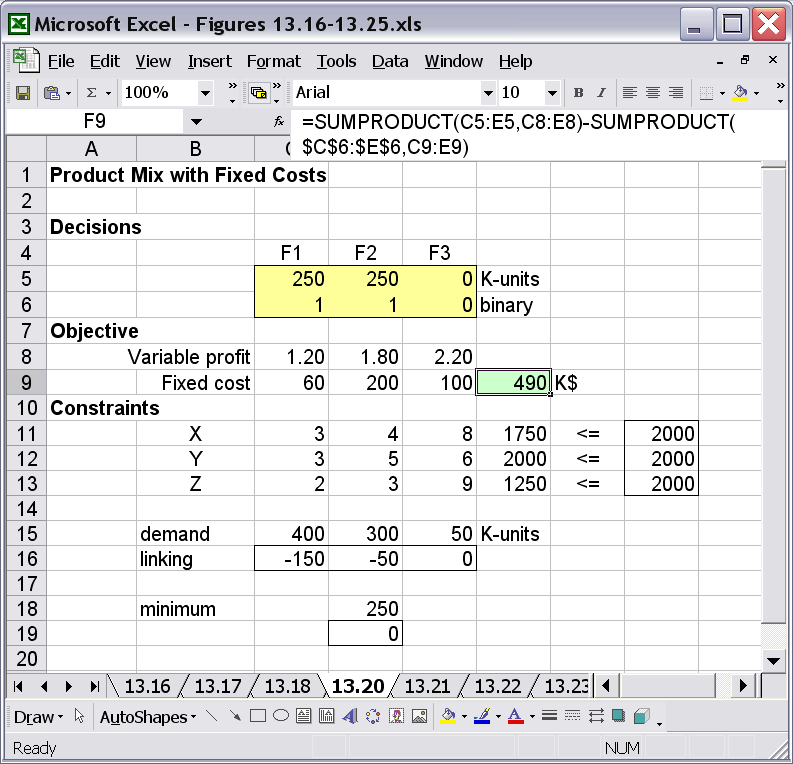 Microsoft Excel - Figures 13.16-13.25.xls
File Edit View Insert Format Tools Data Window Help
Σ 100% » » Arial 10 B I »
F9 fx =SUMPRODUCT(C5:E5,C8:E8)-SUMPRODUCT(
$C$6:$E$6,C9:E9)
A B
1 Product Mix with Fixed Costs
2
3 Decisions
4 F1 F2 F3
5 250 250 0 K-units
6 1 1 0 binary
7 Objective
8 Variable profit 1.20 1.80 2.20
9 Fixed cost 60 200 100 490 K$
10 Constraints
11 X 3 4 8 1750 <= 2000
12 Y 3 5 6 2000 <= 2000
13 Z 2 3 9 1250 <= 2000
14
15 demand 400 300 50 K-units
16 linking -150 -50 0
17
18 minimum 250
19 0
20
13.16 13.17 13.18 13.20 13.21 13.22 13.23
Draw AutoShapes A A
Ready NUM